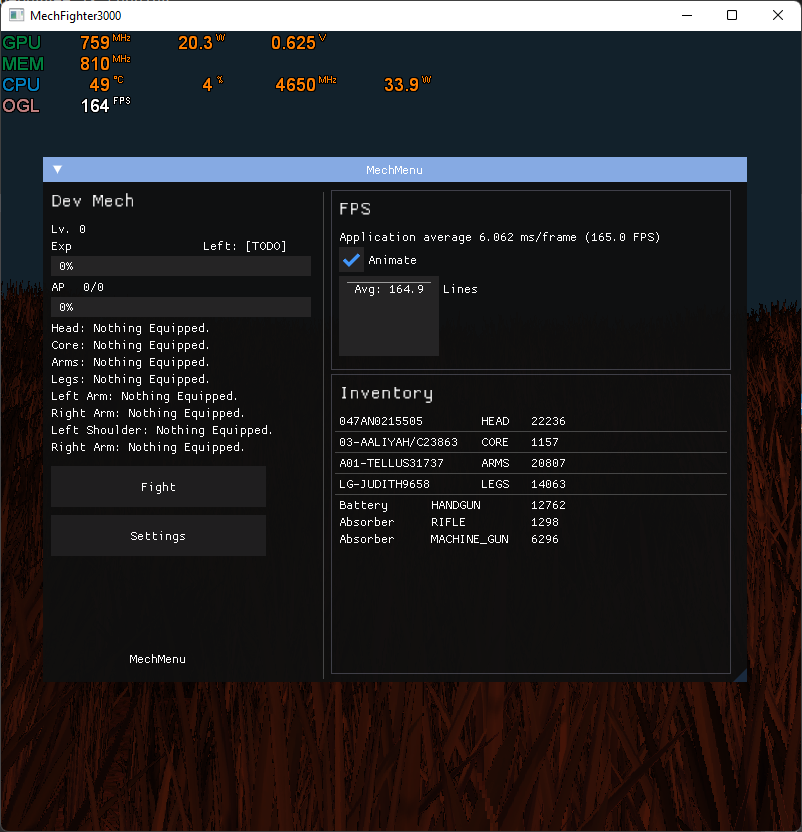 MechFighter3000
GPU 759 MHz 20.3 W 0.625 V
MEM 810 MHz
CPU 49 °C 4 % 4650 MHz 33.9 W
OGL 164 FPS
MechMenu
Dev Mech
Lv. 0
Exp Left: [TODO]
0%
AP 0/0
0%
Head: Nothing Equipped.
Core: Nothing Equipped.
Arms: Nothing Equipped.
Legs: Nothing Equipped.
Left Arm: Nothing Equipped.
Right Arm: Nothing Equipped.
Left Shoulder: Nothing Equipped.
Right Arm: Nothing Equipped.
Fight
Settings
MechMenu
FPS
Application average 6.062 ms/frame (165.0 FPS)
Animate
Avg: 164.9 Lines
Inventory
047AN0215505 HEAD 22236
03-AALIYAH/C23863 CORE 1157
A01-TELLUS31737 ARMS 20807
LG-JUDITH9658 LEGS 14063
Battery HANDGUN 12762
Absorber RIFLE 1298
Absorber MACHINE_GUN 6296